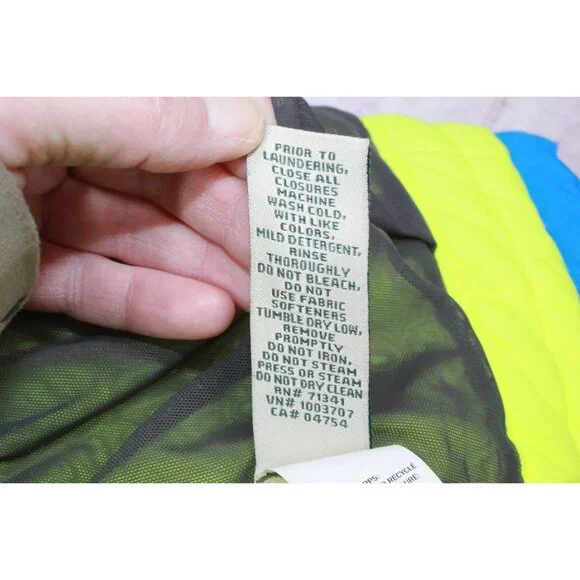 PRIOR TO
LAUNDERING,
CLOSE ALL
CLOSURES
MACHINE
WASH COLD,
WITH LIKE
COLORS,
MILD DETERGENT,
RINSE
THOROUGHLY
DO NOT BLEACH,
DO NOT
USE FABRIC
SOFTENERS
TUMBLE DRY LOW,
REMOVE
PROMPTLY
DO NOT IRON,
DO NOT STEAM
PRESS OR STEAM
DO NOT DRY CLEAN
RN# 71341
VN# 1003707
CA# 04754
RECYCLE